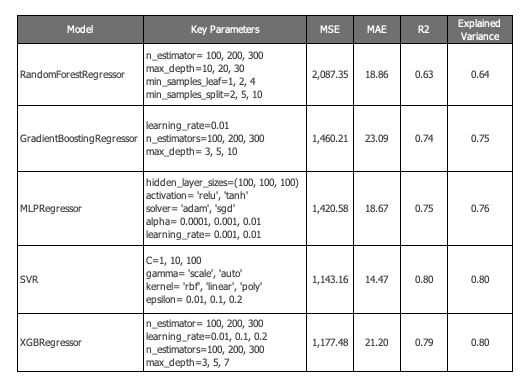 Model Key Parameters MSE MAE R2 Explained Variance
RandomForestRegressor
n_estimator= 100, 200, 300
max_depth=10, 20, 30
min_samples_leaf=1, 2, 4
min_samples_split=2, 5, 10
2,087.35 18.86 0.63 0.64
GradientBoostingRegressor
learning_rate=0.01
n_estimators=100, 200, 300
max_depth= 3, 5, 10
1,460.21 23.09 0.74 0.75
MLPRegressor
hidden_layer_sizes=(100, 100, 100)
activation= 'relu', 'tanh'
solver= 'adam', 'sgd'
alpha= 0.0001, 0.001, 0.01
learning_rate= 0.001, 0.01
1,420.58 18.67 0.75 0.76
SVR
C=1, 10, 100
gamma= 'scale', 'auto'
kernel= 'rbf', 'linear', 'poly'
epsilon= 0.01, 0.1, 0.2
1,143.16 14.47 0.80 0.80
XGBRegressor
n_estimator= 100, 200, 300
learning_rate=0.01, 0.1, 0.2
n_estimators=100, 200, 300
max_depth=3, 5, 7
1,177.48 21.20 0.79 0.80